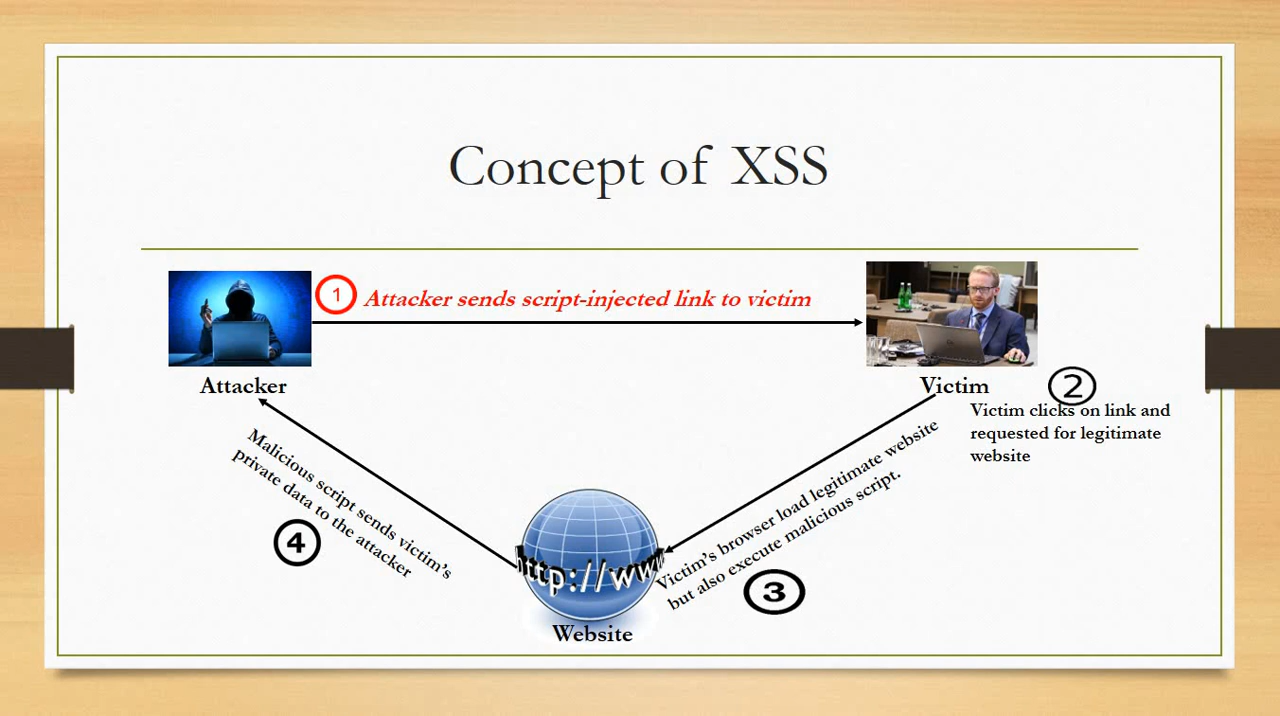 Concept of XSS
1
Attacker sends script-injected link to victim
Attacker
Victim
2
Victim clicks on link and
requested for legitimate
website
Victim's browser load legitimate website
but also execute malicious script.
3
Malicious script sends victim's
private data to the attacker
4
http://www
Website